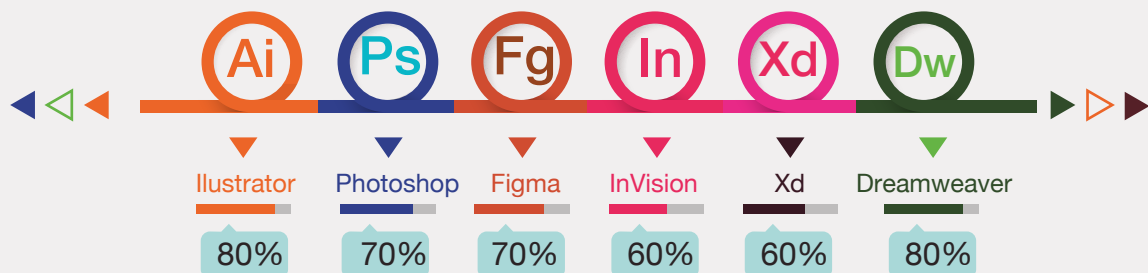 Ai Ps Fg In Xd Dw
Ilustrator Photoshop Figma InVision Xd Dreamweaver
80% 70% 70% 60% 60% 80%